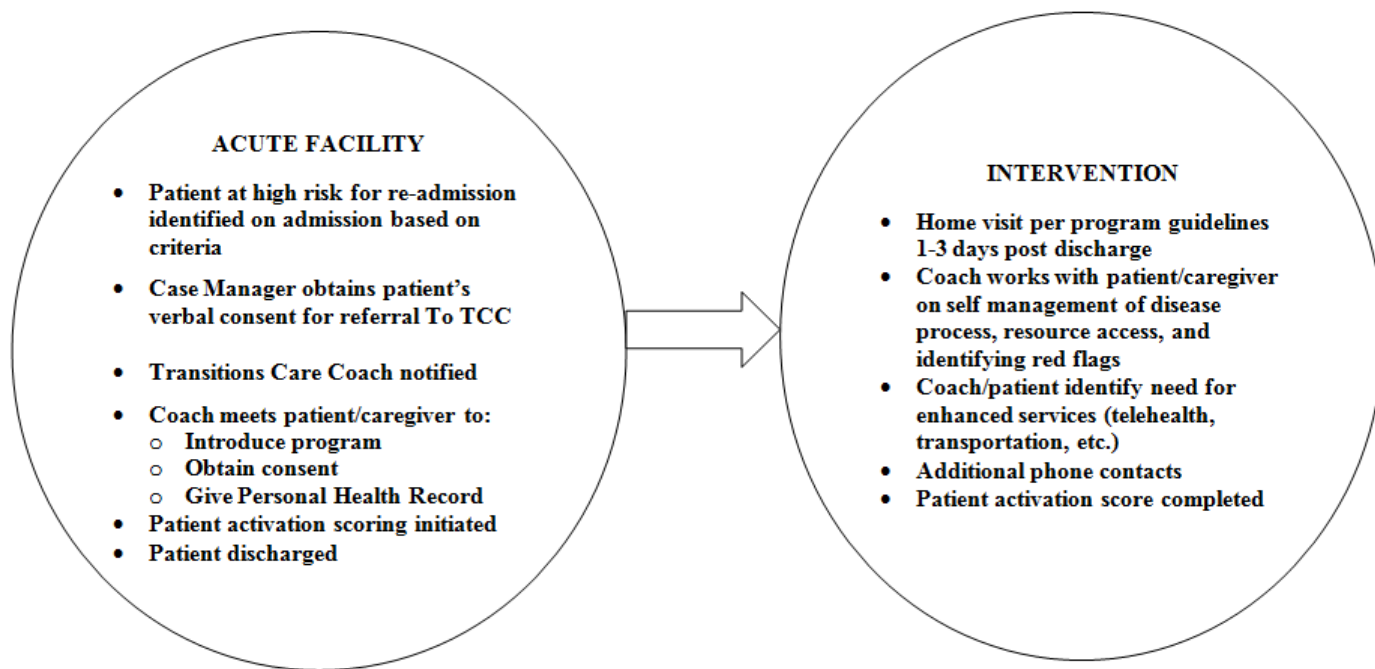 ACUTE FACILITY
• Patient at high risk for re-admission
identified on admission based on
criteria
• Case Manager obtains patient's
verbal consent for referral To TCC
• Transitions Care Coach notified
• Coach meets patient/caregiver to:
o Introduce program
o Obtain consent
o Give Personal Health Record
• Patient activation scoring initiated
• Patient discharged
INTERVENTION
• Home visit per program guidelines
1-3 days post discharge
• Coach works with patient/caregiver
on self management of disease
process, resource access, and
identifying red flags
• Coach/patient identify need for
enhanced services (telehealth,
transportation, etc.)
• Additional phone contacts
• Patient activation score completed